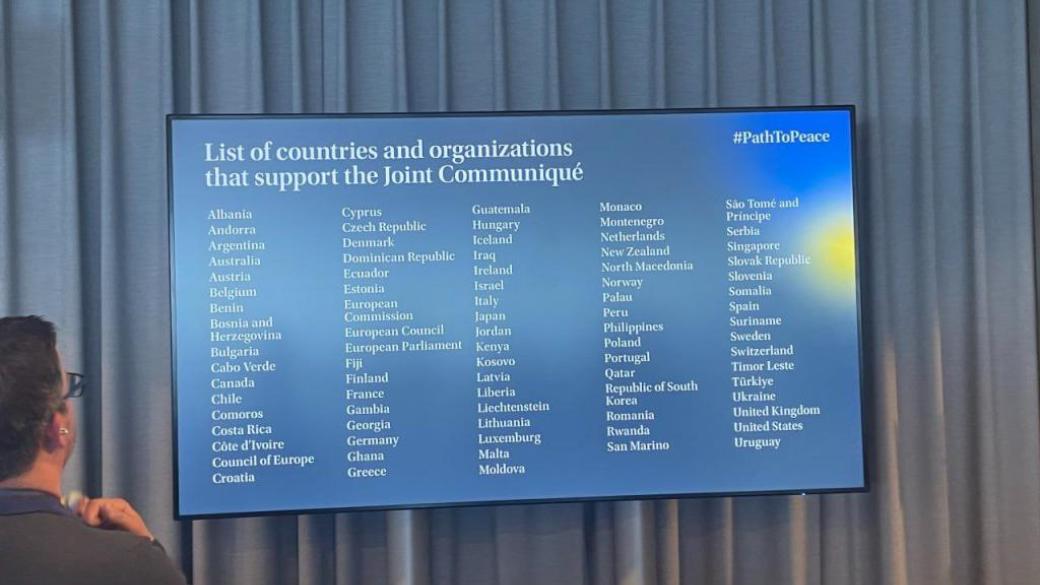 List of countries and organizations
that support the Joint Communiqué
#PathToPeace
Albania
Andorra
Argentina
Australia
Austria
Belgium
Benin
Bosnia and
Herzegovina
Bulgaria
Cabo Verde
Canada
Chile
Comoros
Costa Rica
Côte d'Ivoire
Council of Europe
Croatia
Cyprus
Czech Republic
Denmark
Dominican Republic
Ecuador
Estonia
European
Commission
European Council
European Parliament
Fiji
Finland
France
Gambia
Georgia
Germany
Ghana
Greece
Guatemala
Hungary
Iceland
Iraq
Ireland
Israel
Italy
Japan
Jordan
Kenya
Kosovo
Latvia
Liberia
Liechtenstein
Lithuania
Luxemburg
Malta
Moldova
Monaco
Montenegro
Netherlands
New Zealand
North Macedonia
Norway
Palau
Peru
Philippines
Poland
Portugal
Qatar
Republic of South
Korea
Romania
Rwanda
San Marino
São Tomé and
Príncipe
Serbia
Singapore
Slovak Republic
Slovenia
Somalia
Spain
Suriname
Sweden
Switzerland
Timor Leste
Türkiye
Ukraine
United Kingdom
United States
Uruguay